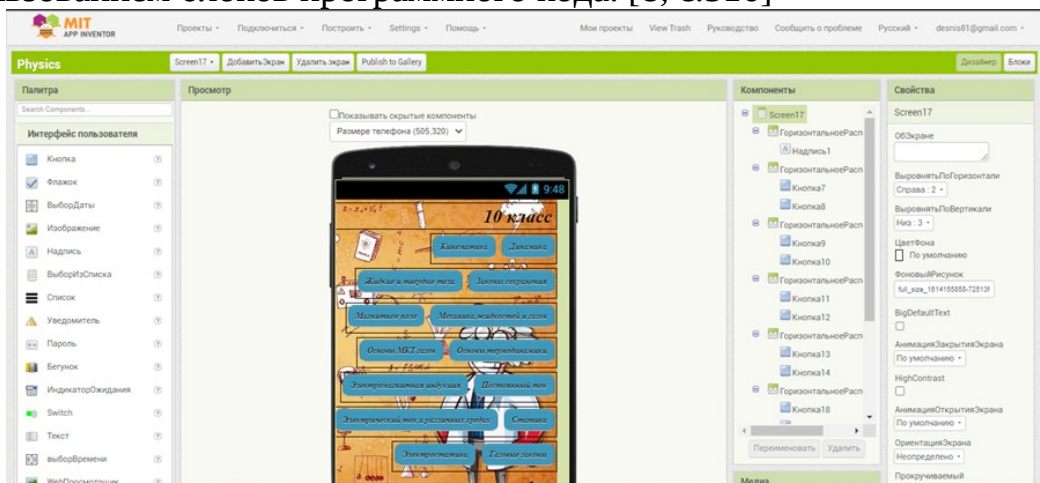 MIT
APP INVENTOR
Проекты Подключиться Построить Settings Помощь
Мои проекты View Trash Руководство Сообщить о проблеме Русский desnis81@gmail.com
Physics
Screen17 ДобавитьЭкран Удалить экран Publish to Gallery
Дизайнер Блоки
Палитра
Search Components...
Интерфейс пользователя
Кнопка
Флажок
ВыборДаты
Изображение
Надпись
ВыборИзСписка
Список
Уведомитель
Пароль
Бегунок
ИндикаторОжидания
Switch
Текст
выборВремени
WebПросмотрщик
Просмотр
Показывать скрытые компоненты
Размере телефона (505,320)
9:48
10 класс
Кинематика Динамика
Жидкие и твердые тела Законы сохранения
Магнитное поле Механика жидкостей и газов
Основы МКТ газов Основы термодинамики
Электромагнитная индукция Постоянный ток
Электрический ток в различных средах Статика
Электростатика Газовые законы
Компоненты
Screen17
ГоризонтальноеРасп
Надпись1
ГоризонтальноеРасп
Кнопка7
Кнопка8
ГоризонтальноеРасп
Кнопка9
Кнопка10
ГоризонтальноеРасп
Кнопка11
Кнопка12
ГоризонтальноеРасп
Кнопка13
Кнопка14
ГоризонтальноеРасп
Кнопка18
Переименовать Удалить
Медиа
Свойства
Screen17
ОбЭкране
ВыровнятьПоГоризонтали
Справа : 2
ВыровнятьПоВертикали
Низ : 3
ЦветФона
По умолчанию
ФоновыйРисунок
BigDefaultText
АнимацияЗакрытияЭкрана
По умолчанию
HighContrast
АнимацияОткрытияЭкрана
По умолчанию
ОриентацияЭкрана
Неопределено
Прокручиваемый